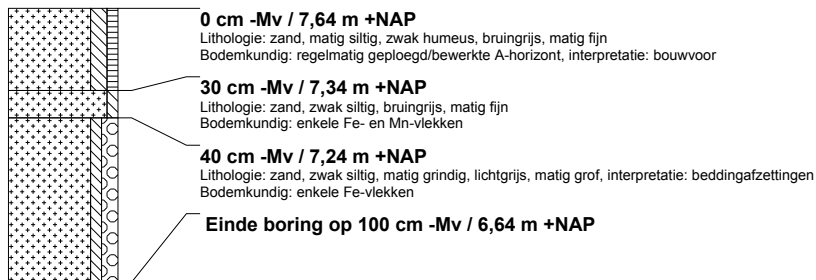 0 cm -Mv / 7,64 m +NAP
Lithologie: zand, matig siltig, zwak humeus, bruingrijs, matig fijn
Bodemkundig: regelmatig geploegd/bewerkte A-horizont, interpretatie: bouwvoor
30 cm -Mv / 7,34 m +NAP
Lithologie: zand, zwak siltig, bruingrijs, matig fijn
Bodemkundig: enkele Fe- en Mn-vlekken
40 cm -Mv / 7,24 m +NAP
Lithologie: zand, zwak siltig, matig grindig, lichtgrijs, matig grof, interpretatie: beddingafzettingen
Bodemkundig: enkele Fe-vlekken
Einde boring op 100 cm -Mv / 6,64 m +NAP